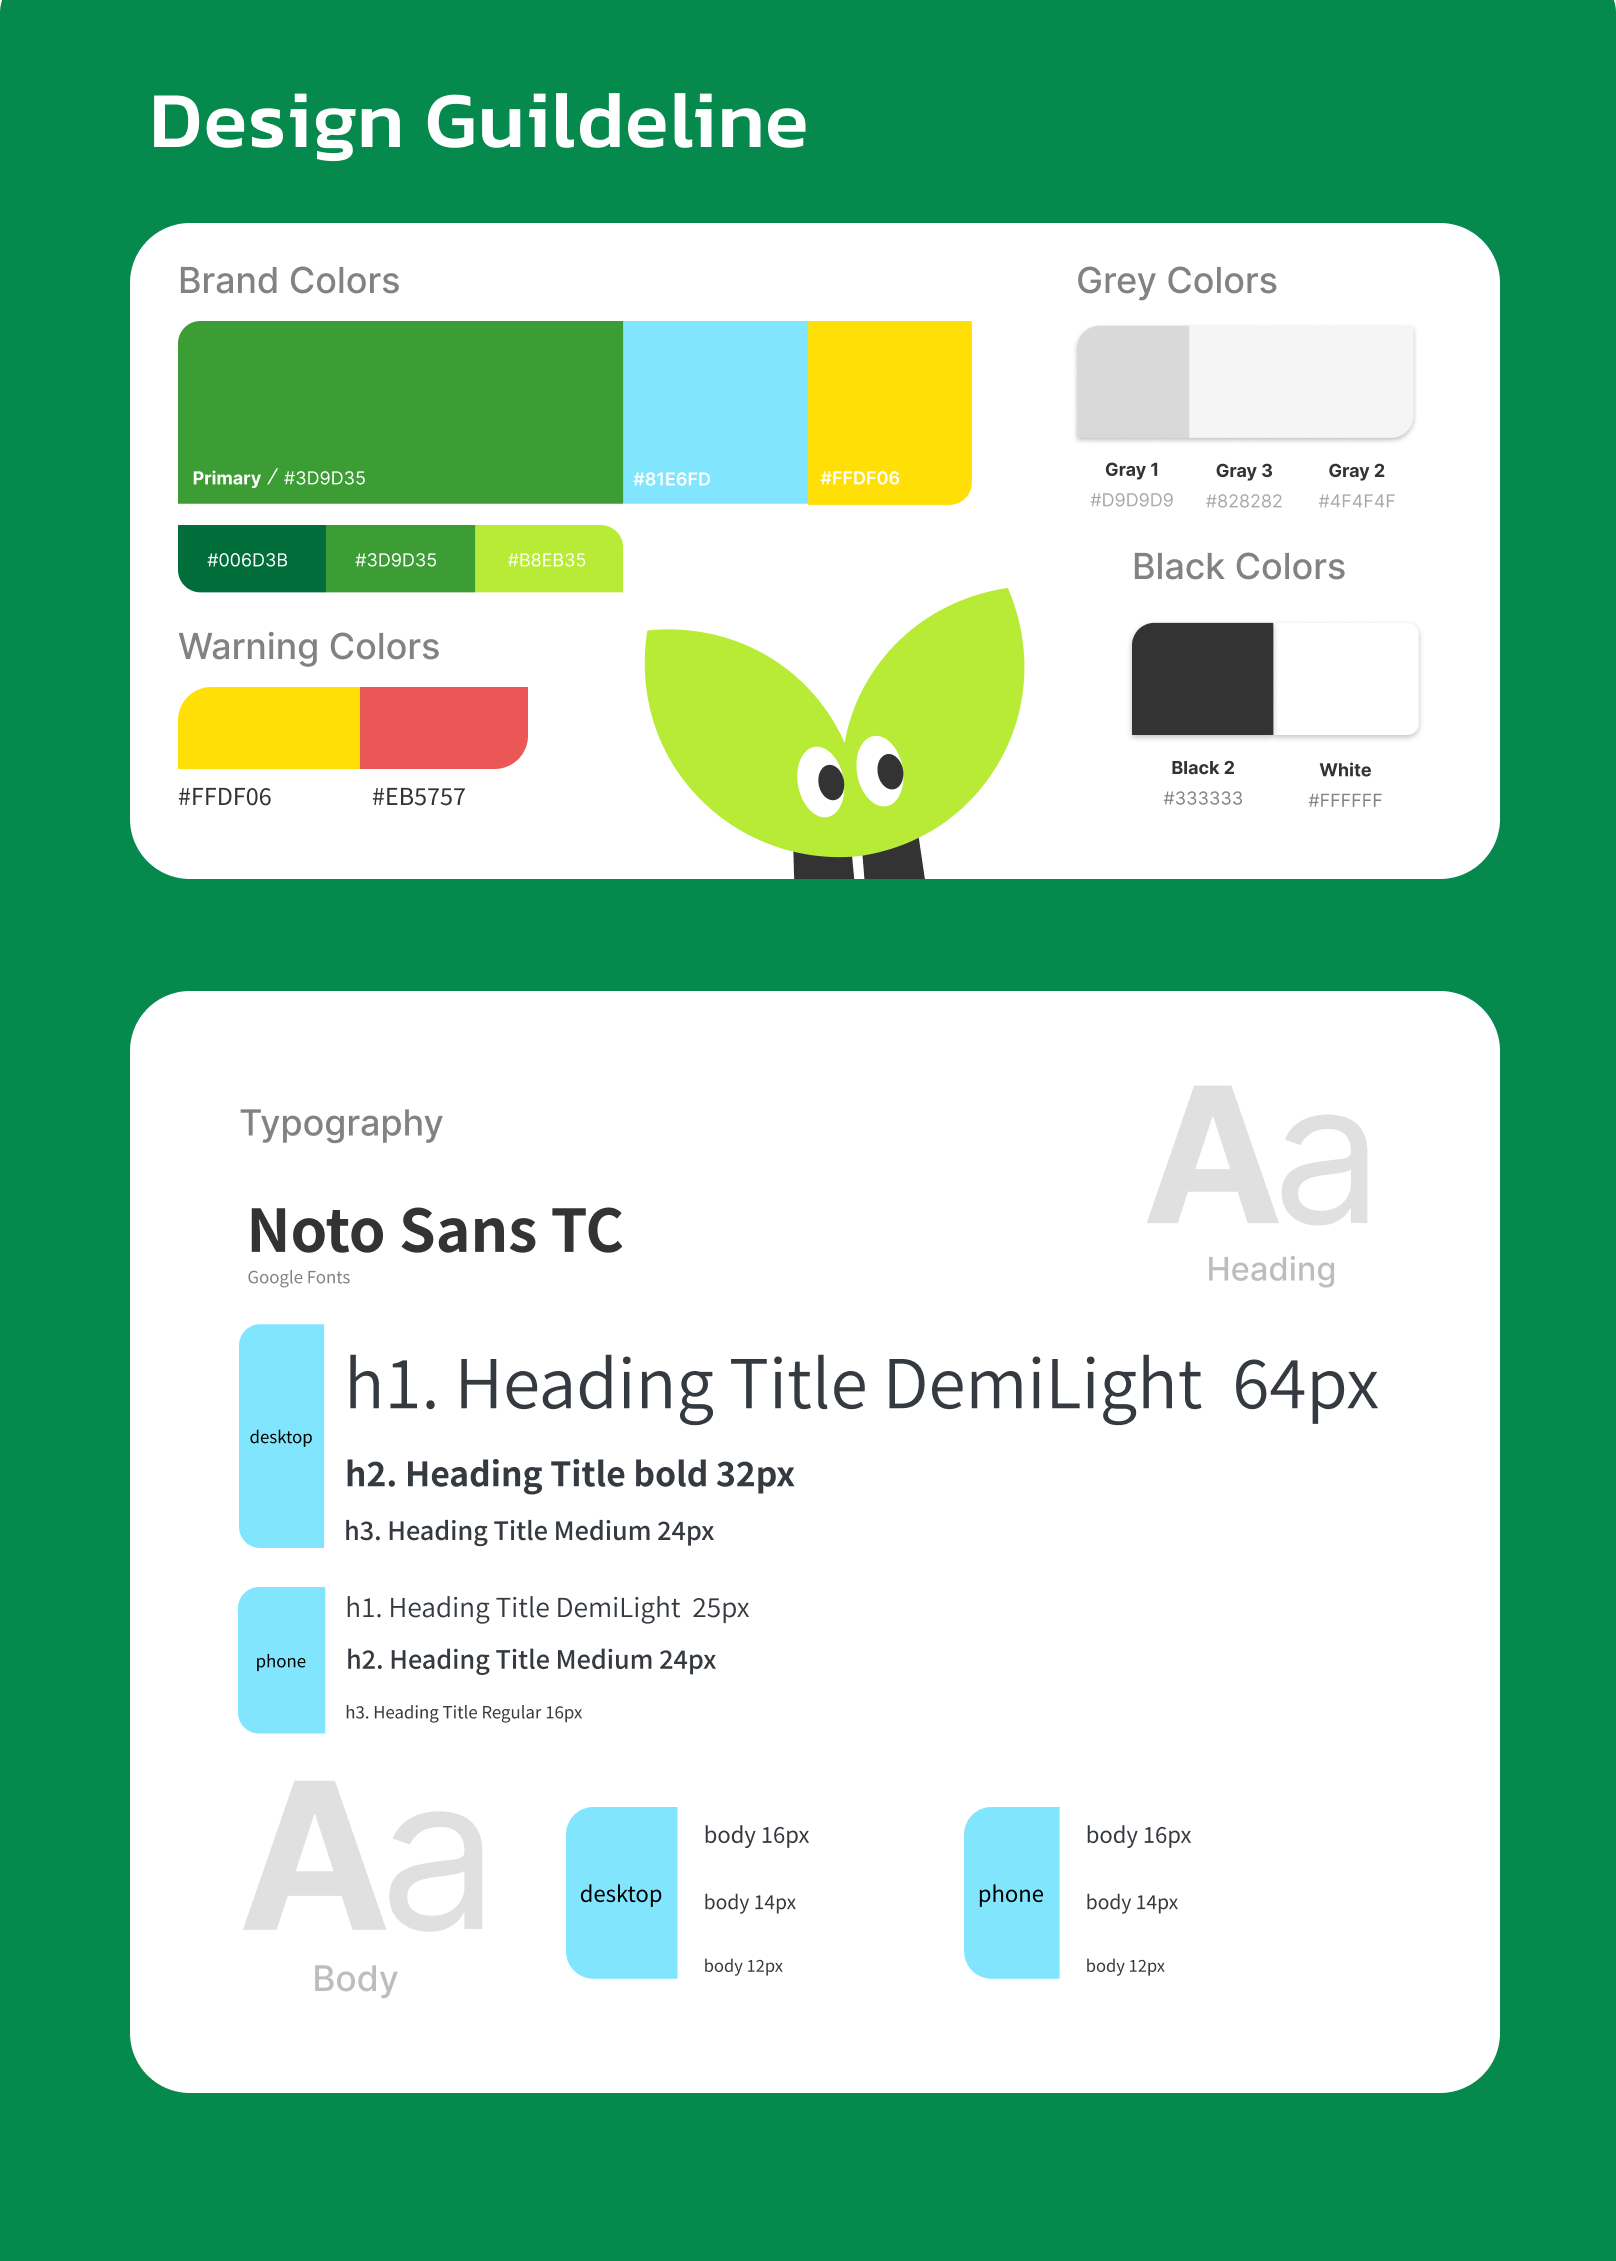 Design Guildeline
Brand Colors
Primary / #3D9D35
#81E6FD
#FFDF06
#006D3B
#3D9D35
#B8EB35
Warning Colors
#FFDF06
#EB5757
Grey Colors
Gray 1
Gray 3
Gray 2
#D9D9D9
#828282
#4F4F4F
Black Colors
Black 2
White
#333333
#FFFFFF
Typography
Aa
Heading
Noto Sans TC
Google Fonts
desktop
h1. Heading Title DemiLight 64px
h2. Heading Title bold 32px
h3. Heading Title Medium 24px
phone
h1. Heading Title DemiLight 25px
h2. Heading Title Medium 24px
h3. Heading Title Regular 16px
Aa
Body
desktop
body 16px
body 14px
body 12px
phone
body 16px
body 14px
body 12px